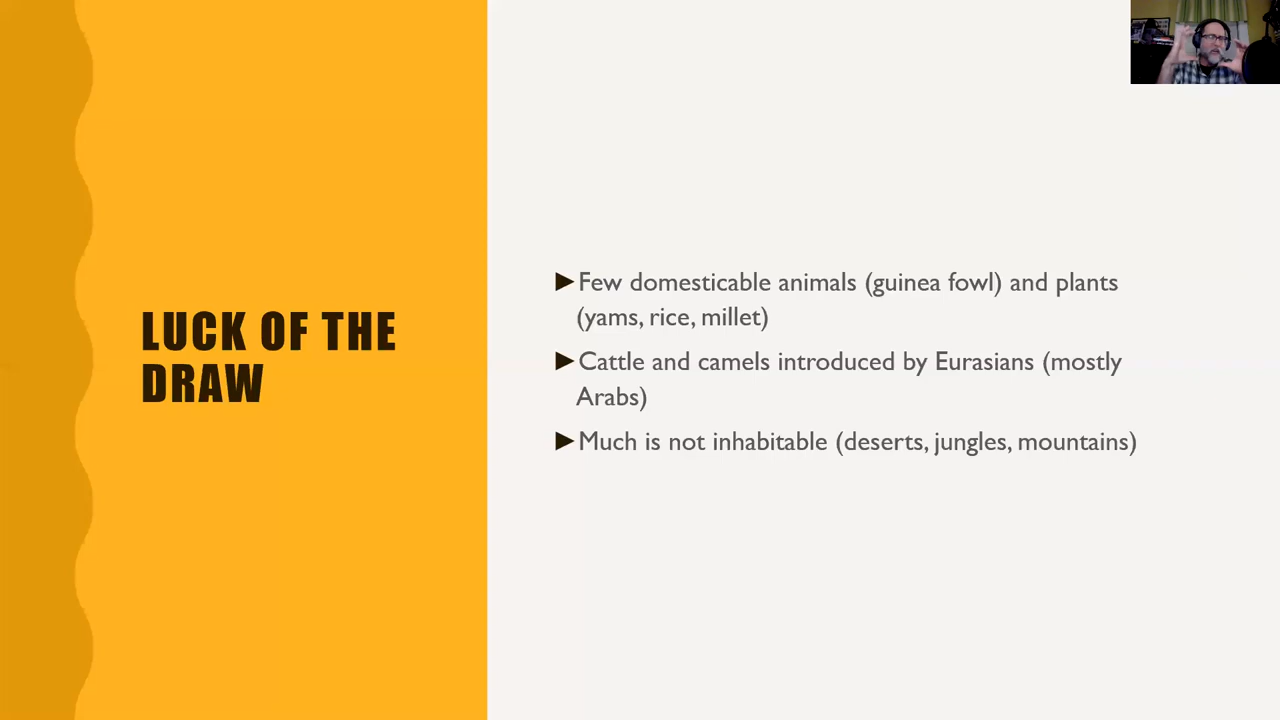 LUCK OF THE
DRAW
►Few domesticable animals (guinea fowl) and plants
(yams, rice, millet)
►Cattle and camels introduced by Eurasians (mostly
Arabs)
►Much is not inhabitable (deserts, jungles, mountains)